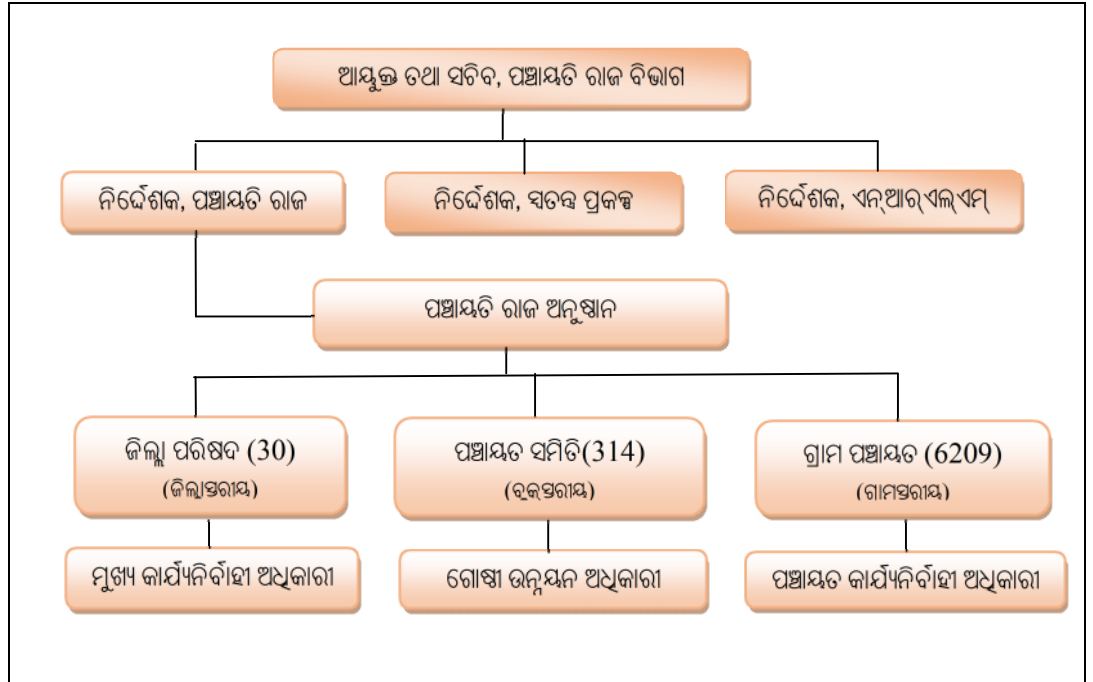 ଆୟୁକ୍ତ ତଥା ସଚିବ, ପଞ୍ଚାୟତି ରାଜ ବିଭାଗ
ନିର୍ଦ୍ଦେଶକ, ପଞ୍ଚାୟତି ରାଜ
ନିର୍ଦ୍ଦେଶକ, ସ୍ୱତନ୍ତ୍ର ପ୍ରକଳ୍ପ
ନିର୍ଦ୍ଦେଶକ, ଏନ୍ଆର୍ଏଲ୍ଏମ୍
ପଞ୍ଚାୟତି ରାଜ ଅନୁଷ୍ଠାନ
ଜିଲ୍ଲା ପରିଷଦ (30)
(ଜିଲ୍ଲାସ୍ତରୀୟ)
ପଞ୍ଚାୟତ ସମିତି(314)
(ବ୍ଲକ୍‌ସ୍ତରୀୟ)
ଗ୍ରାମ ପଞ୍ଚାୟତ (6209)
(ଗ୍ରାମସ୍ତରୀୟ)
ମୁଖ୍ୟ କାର୍ଯ୍ୟନିର୍ବାହୀ ଅଧିକାରୀ
ଗୋଷ୍ଠୀ ଉନ୍ନୟନ ଅଧିକାରୀ
ପଞ୍ଚାୟତ କାର୍ଯ୍ୟନିର୍ବାହୀ ଅଧିକାରୀ